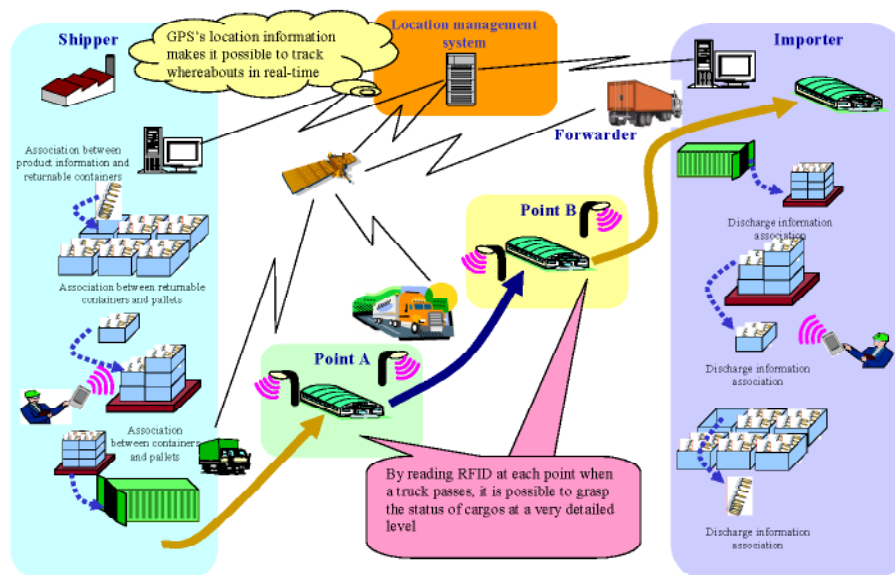 Shipper
GPS's location information
makes it possible to track
whereabouts in real-time
Location management
system
Importer
Forwarder
Association between
product information and
returnable containers
Association between returnable
containers and pallets
Association
between containers
and pallets
Point A
Point B
By reading RFID at each point when
a truck passes, it is possible to grasp
the status of cargos at a very detailed
level
Discharge information
association
Discharge information
association
Discharge information
association